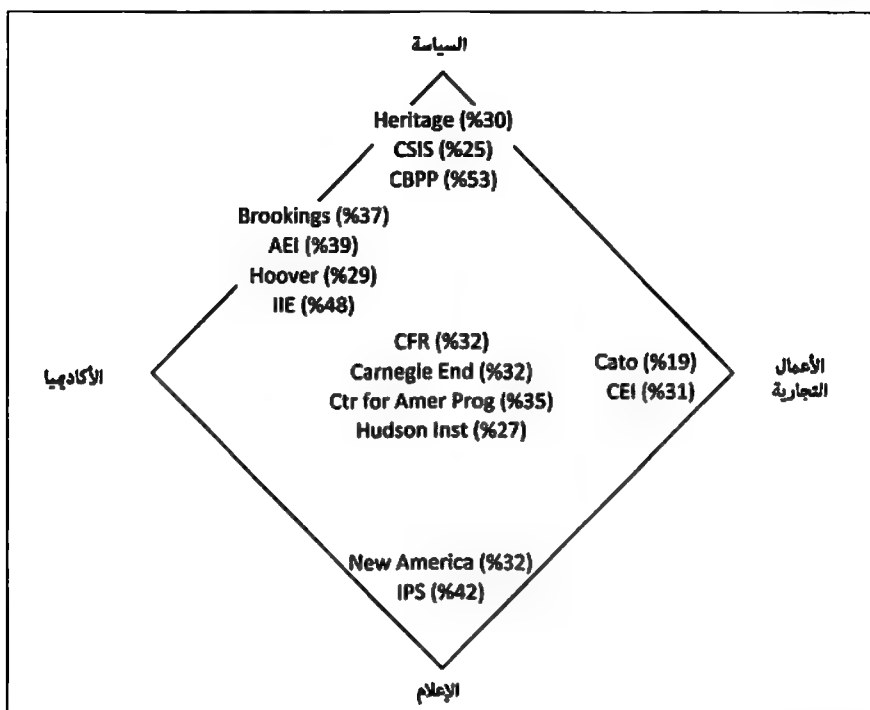 السياسة
Heritage (%30)
CSIS (%25)
CBPP (%53)
Brookings (%37)
AEI (%39)
Hoover (%29)
IIE (%48)
CFR (%32)
Carnegie End (%32)
Ctr for Amer Prog (%35)
Hudson Inst (%27)
Cato (%19)
CEI (%31)
الأعمال
التجارية
الأكاديميا
New America (%32)
IPS (%42)
الإعلام